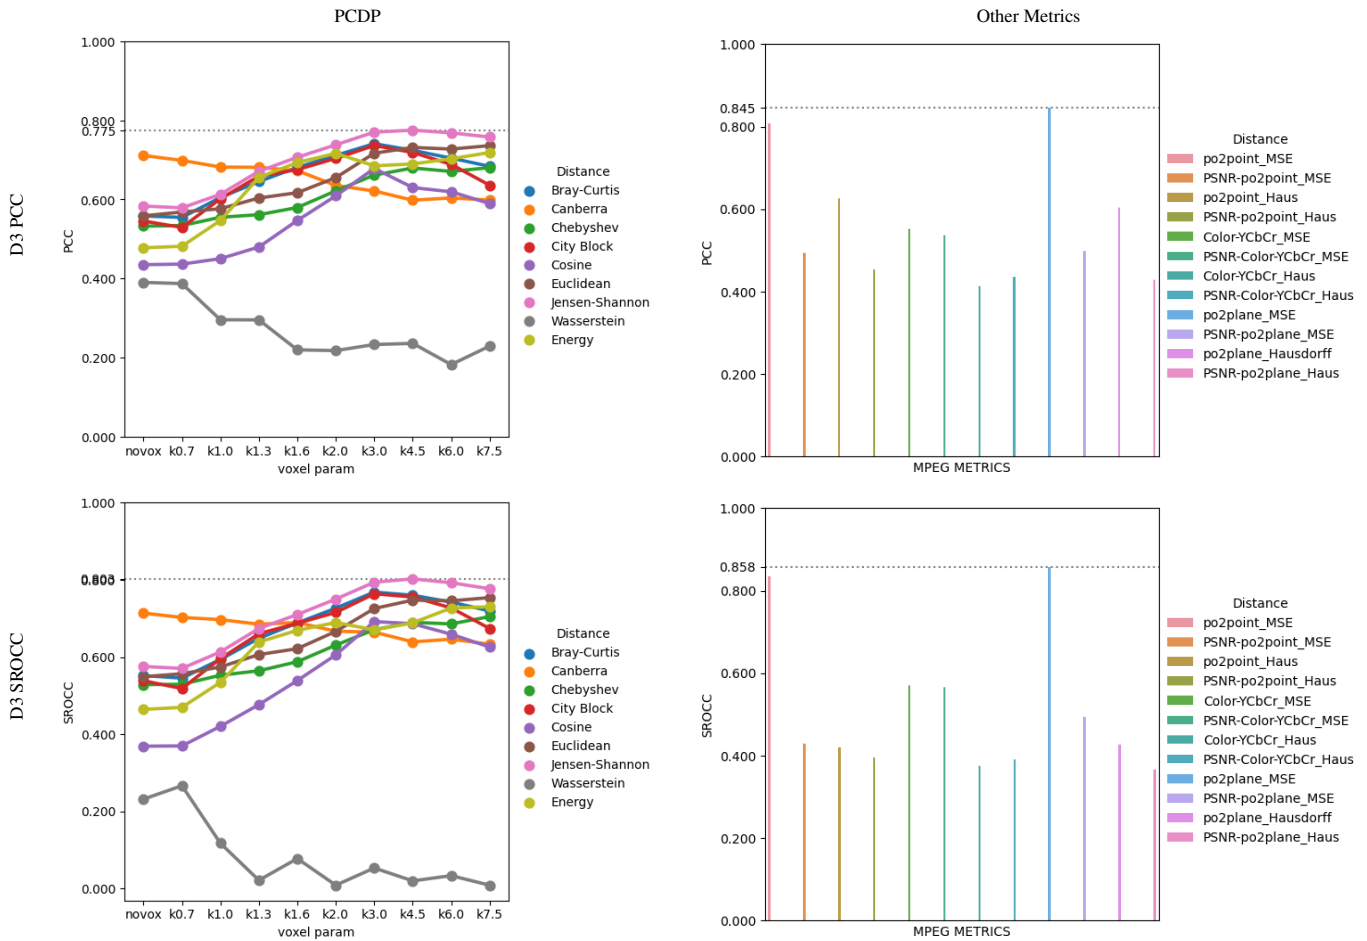 PCDP
Other Metrics
D3 PCC
1.000
0.800
0.775
0.600
0.400
0.200
0.000
PCC
novox k0.7 k1.0 k1.3 k1.6 k2.0 k3.0 k4.5 k6.0 k7.5
voxel param
Distance
Bray-Curtis
Canberra
Chebyshev
City Block
Cosine
Euclidean
Jensen-Shannon
Wasserstein
Energy
1.000
0.845
0.800
0.600
0.400
0.200
0.000
PCC
MPEG METRICS
Distance
po2point_MSE
PSNR-po2point_MSE
po2point_Haus
PSNR-po2point_Haus
Color-YCbCr_MSE
PSNR-Color-YCbCr_MSE
Color-YCbCr_Haus
PSNR-Color-YCbCr_Haus
po2plane_MSE
PSNR-po2plane_MSE
po2plane_Hausdorff
PSNR-po2plane_Haus
D3 SROCC
1.000
0.803
0.800
0.600
0.400
0.200
0.000
SROCC
novox k0.7 k1.0 k1.3 k1.6 k2.0 k3.0 k4.5 k6.0 k7.5
voxel param
Distance
Bray-Curtis
Canberra
Chebyshev
City Block
Cosine
Euclidean
Jensen-Shannon
Wasserstein
Energy
1.000
0.858
0.800
0.600
0.400
0.200
0.000
SROCC
MPEG METRICS
Distance
po2point_MSE
PSNR-po2point_MSE
po2point_Haus
PSNR-po2point_Haus
Color-YCbCr_MSE
PSNR-Color-YCbCr_MSE
Color-YCbCr_Haus
PSNR-Color-YCbCr_Haus
po2plane_MSE
PSNR-po2plane_MSE
po2plane_Hausdorff
PSNR-po2plane_Haus